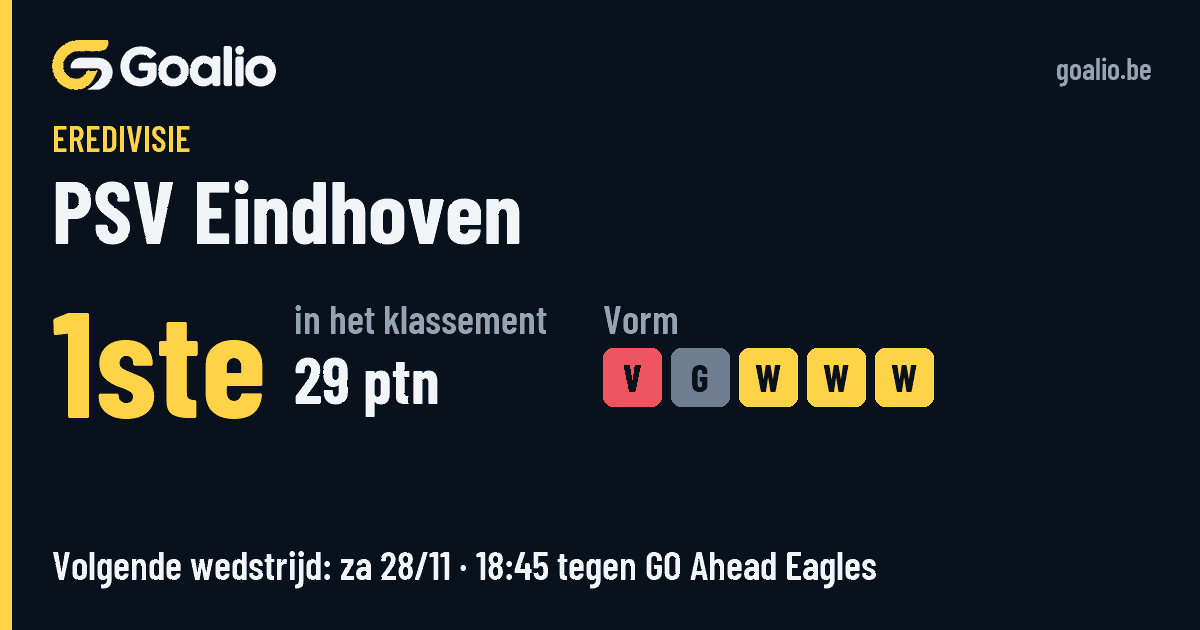 Goalio
goalio.be
EREDIVISIE
PSV Eindhoven
1ste
in het klassement
29 ptn
Vorm
V G W W W
Volgende wedstrijd: za 28/11 · 18:45 tegen GO Ahead Eagles